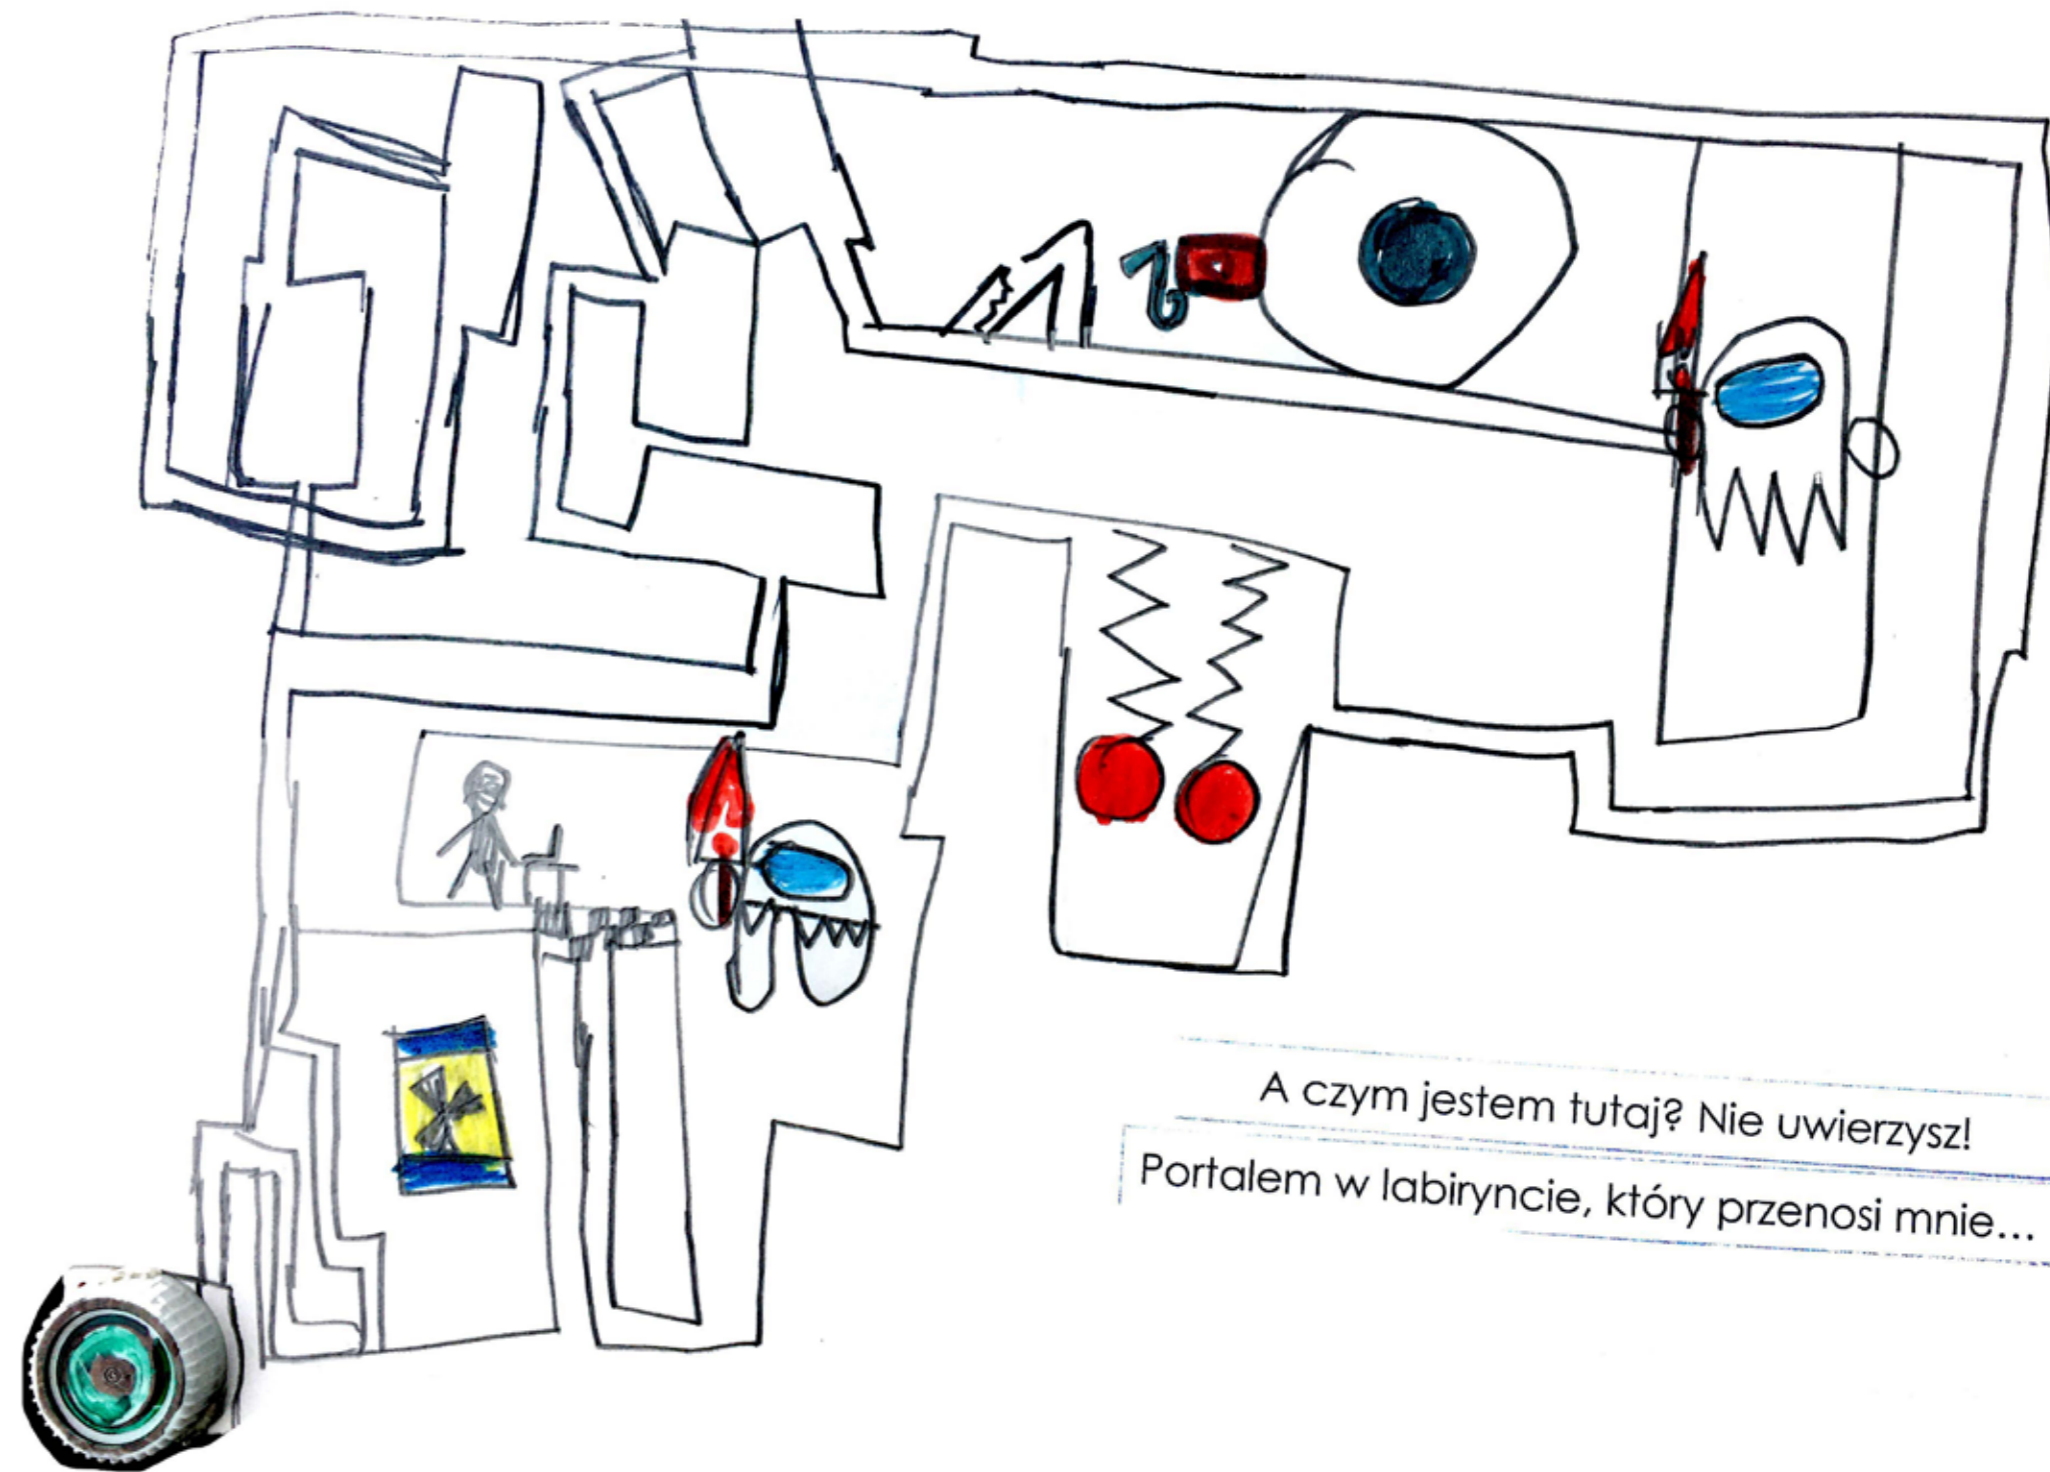 A czym jestem tutaj? Nie uwierzysz!
Portalem w labiryncie, który przenosi mnie...